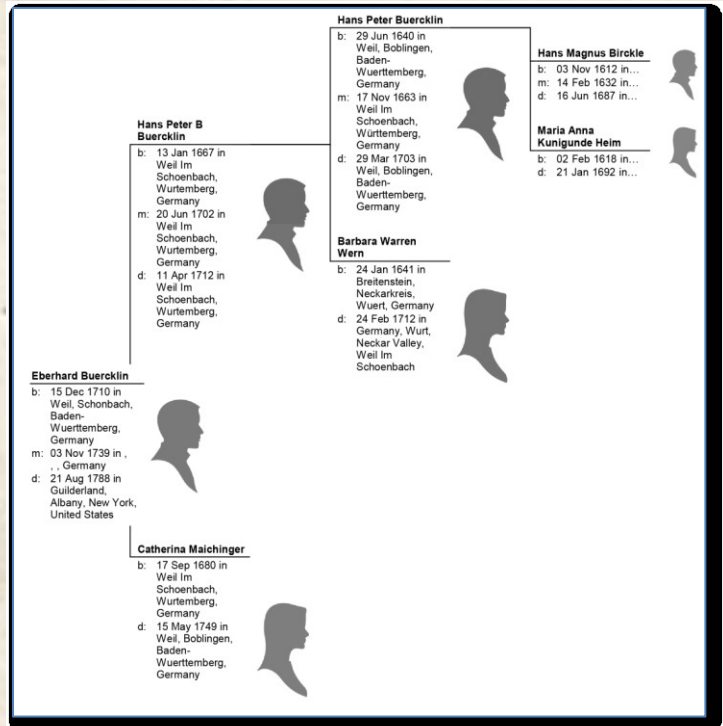 Hans Peter Buercklin
b: 29 Jun 1640 in
Weil, Boblingen,
Baden-
Wuerttemberg,
Germany
m: 17 Nov 1663 in
Weil Im
Schoenbach,
Württemberg,
Germany
d: 29 Mar 1703 in
Weil, Boblingen,
Baden-
Wuerttemberg,
Germany
Hans Magnus Birckle
b: 03 Nov 1612 in...
m: 14 Feb 1632 in...
d: 16 Jun 1687 in...
Maria Anna
Kunigunde Heim
b: 02 Feb 1618 in...
d: 21 Jan 1692 in...
Hans Peter B
Buercklin
b: 13 Jan 1667 in
Weil Im
Schoenbach,
Wurtemberg,
Germany
m: 20 Jun 1702 in
Weil Im
Schoenbach,
Wurtemberg,
Germany
d: 11 Apr 1712 in
Weil Im
Schoenbach,
Wurtemberg,
Germany
Barbara Warren
Wern
b: 24 Jan 1641 in
Breitenstein,
Neckarkreis,
Wuert, Germany
d: 24 Feb 1712 in
Germany, Wurt,
Neckar Valley,
Weil Im
Schoenbach
Eberhard Buercklin
b: 15 Dec 1710 in
Weil, Schonbach,
Baden-
Wuerttemberg,
Germany
m: 03 Nov 1739 in ,
, , Germany
d: 21 Aug 1788 in
Guilderland,
Albany, New York,
United States
Catherina Maichinger
b: 17 Sep 1680 in
Weil Im
Schoenbach,
Wurtemberg,
Germany
d: 15 May 1749 in
Weil, Boblingen,
Baden-
Wuerttemberg,
Germany